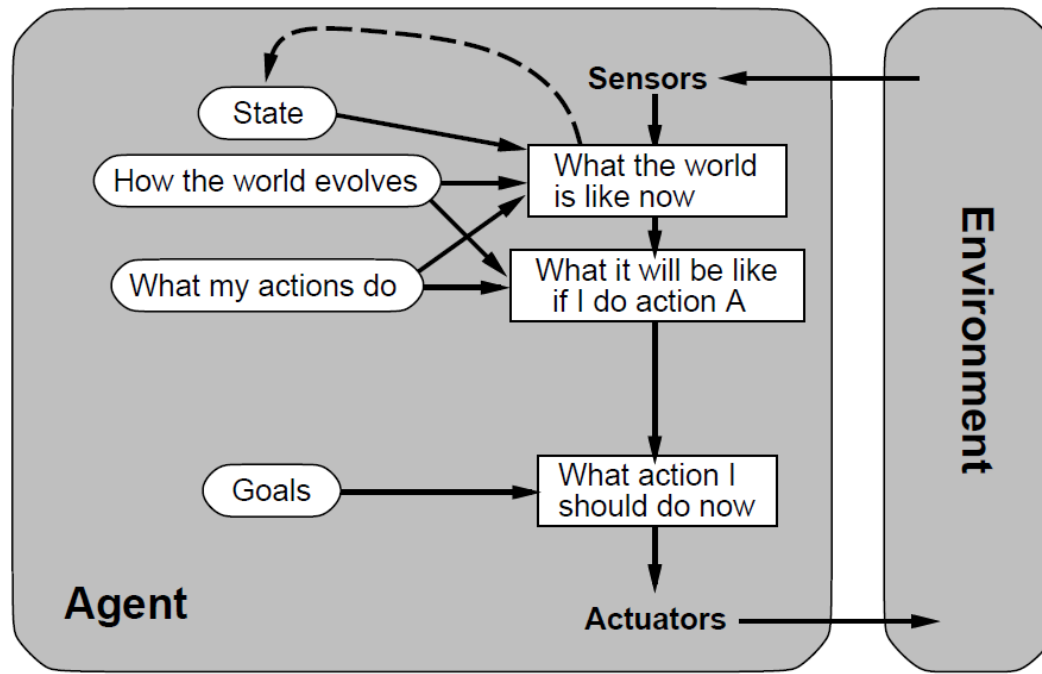 Sensors
State
What the world
is like now
How the world evolves
What it will be like
if I do action A
What my actions do
What action I
should do now
Goals
Agent
Actuators
Environment